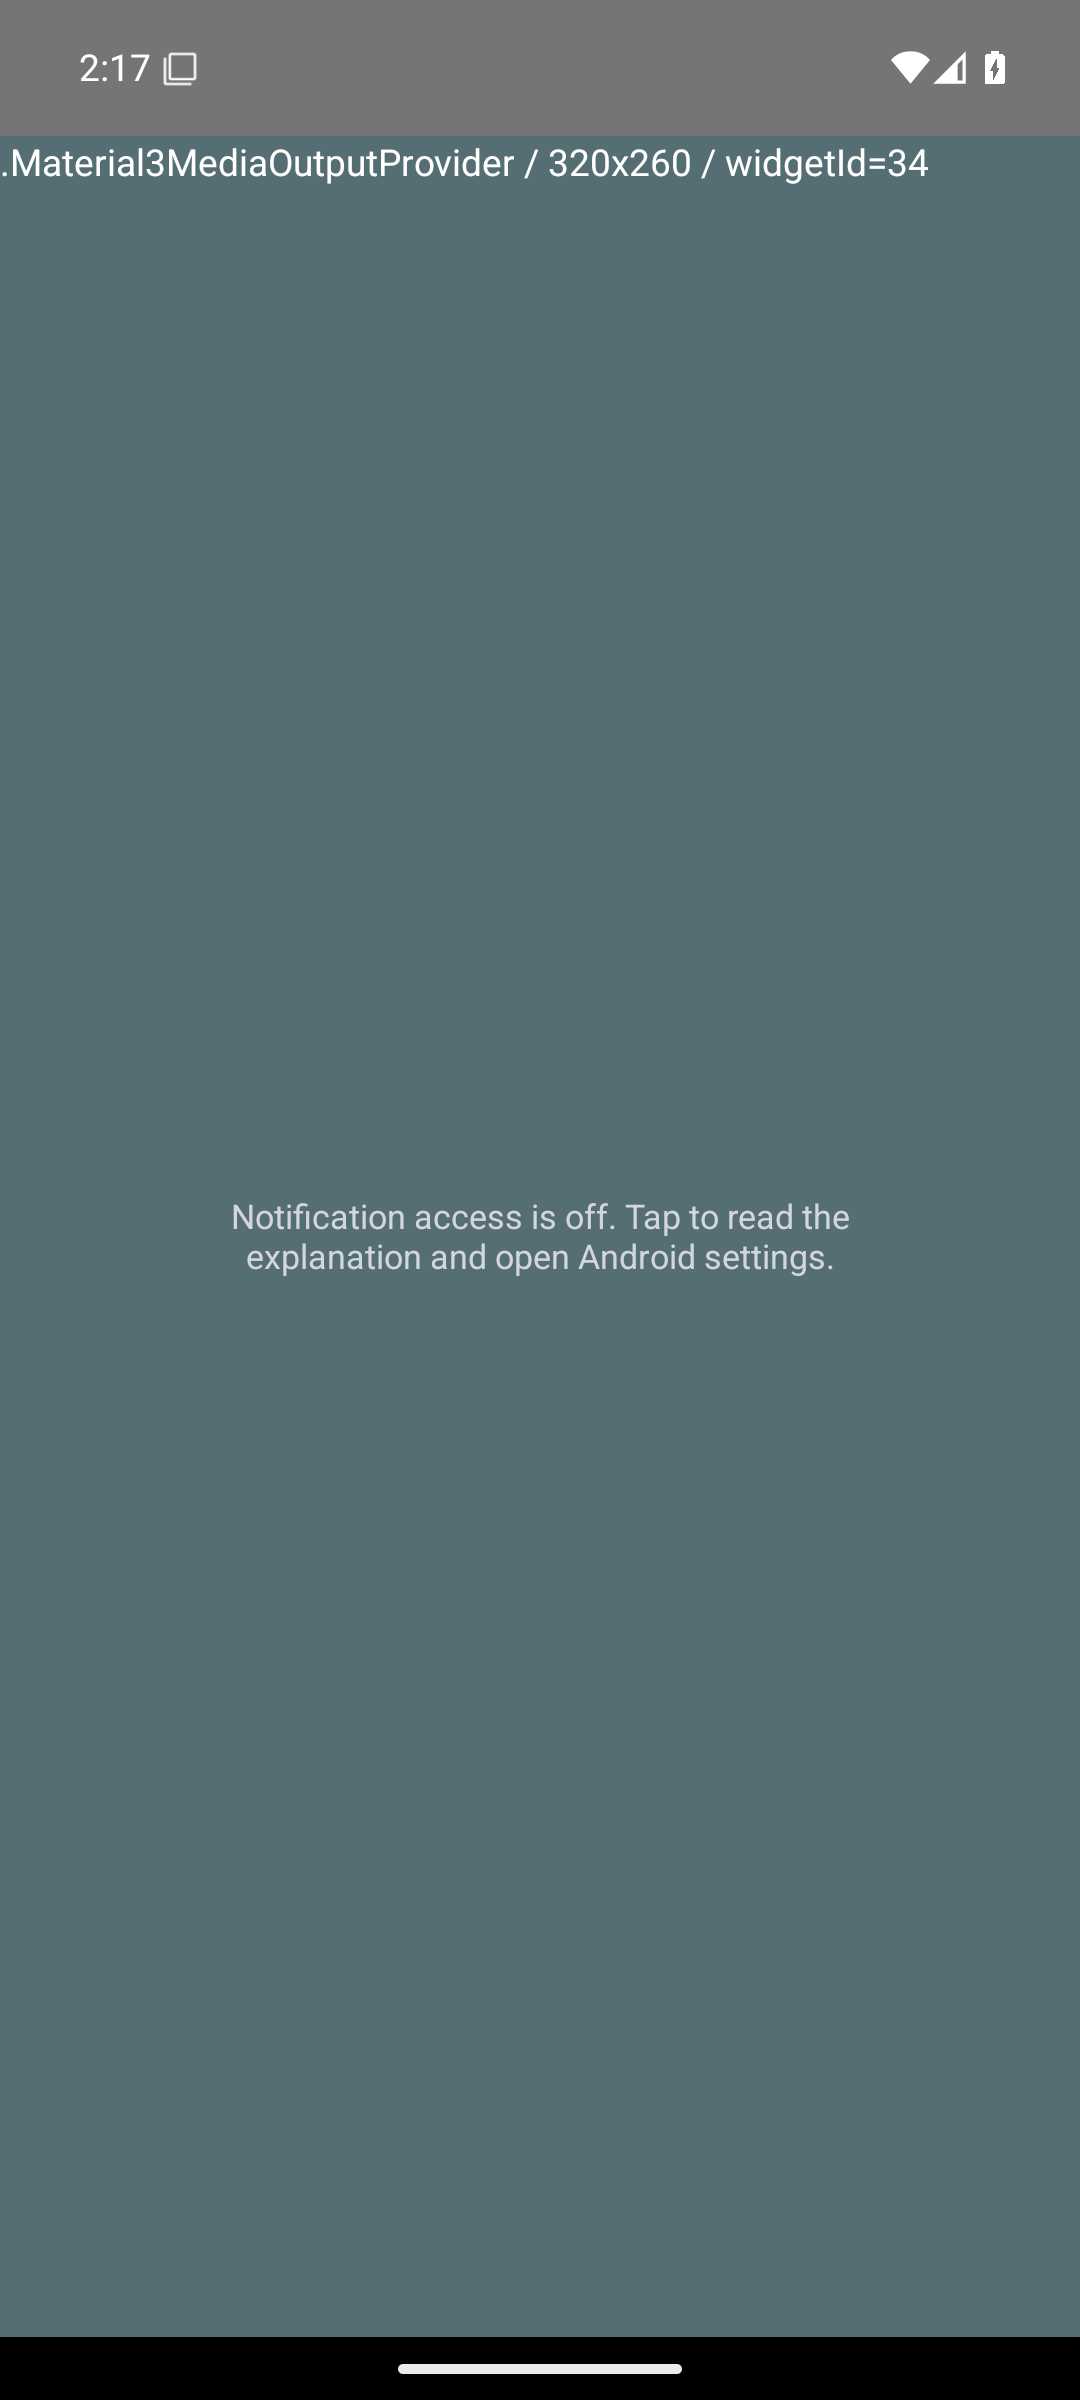 2:17
.Material3MediaOutputProvider / 320x260 / widgetId=34
Notification access is off. Tap to read the
explanation and open Android settings.